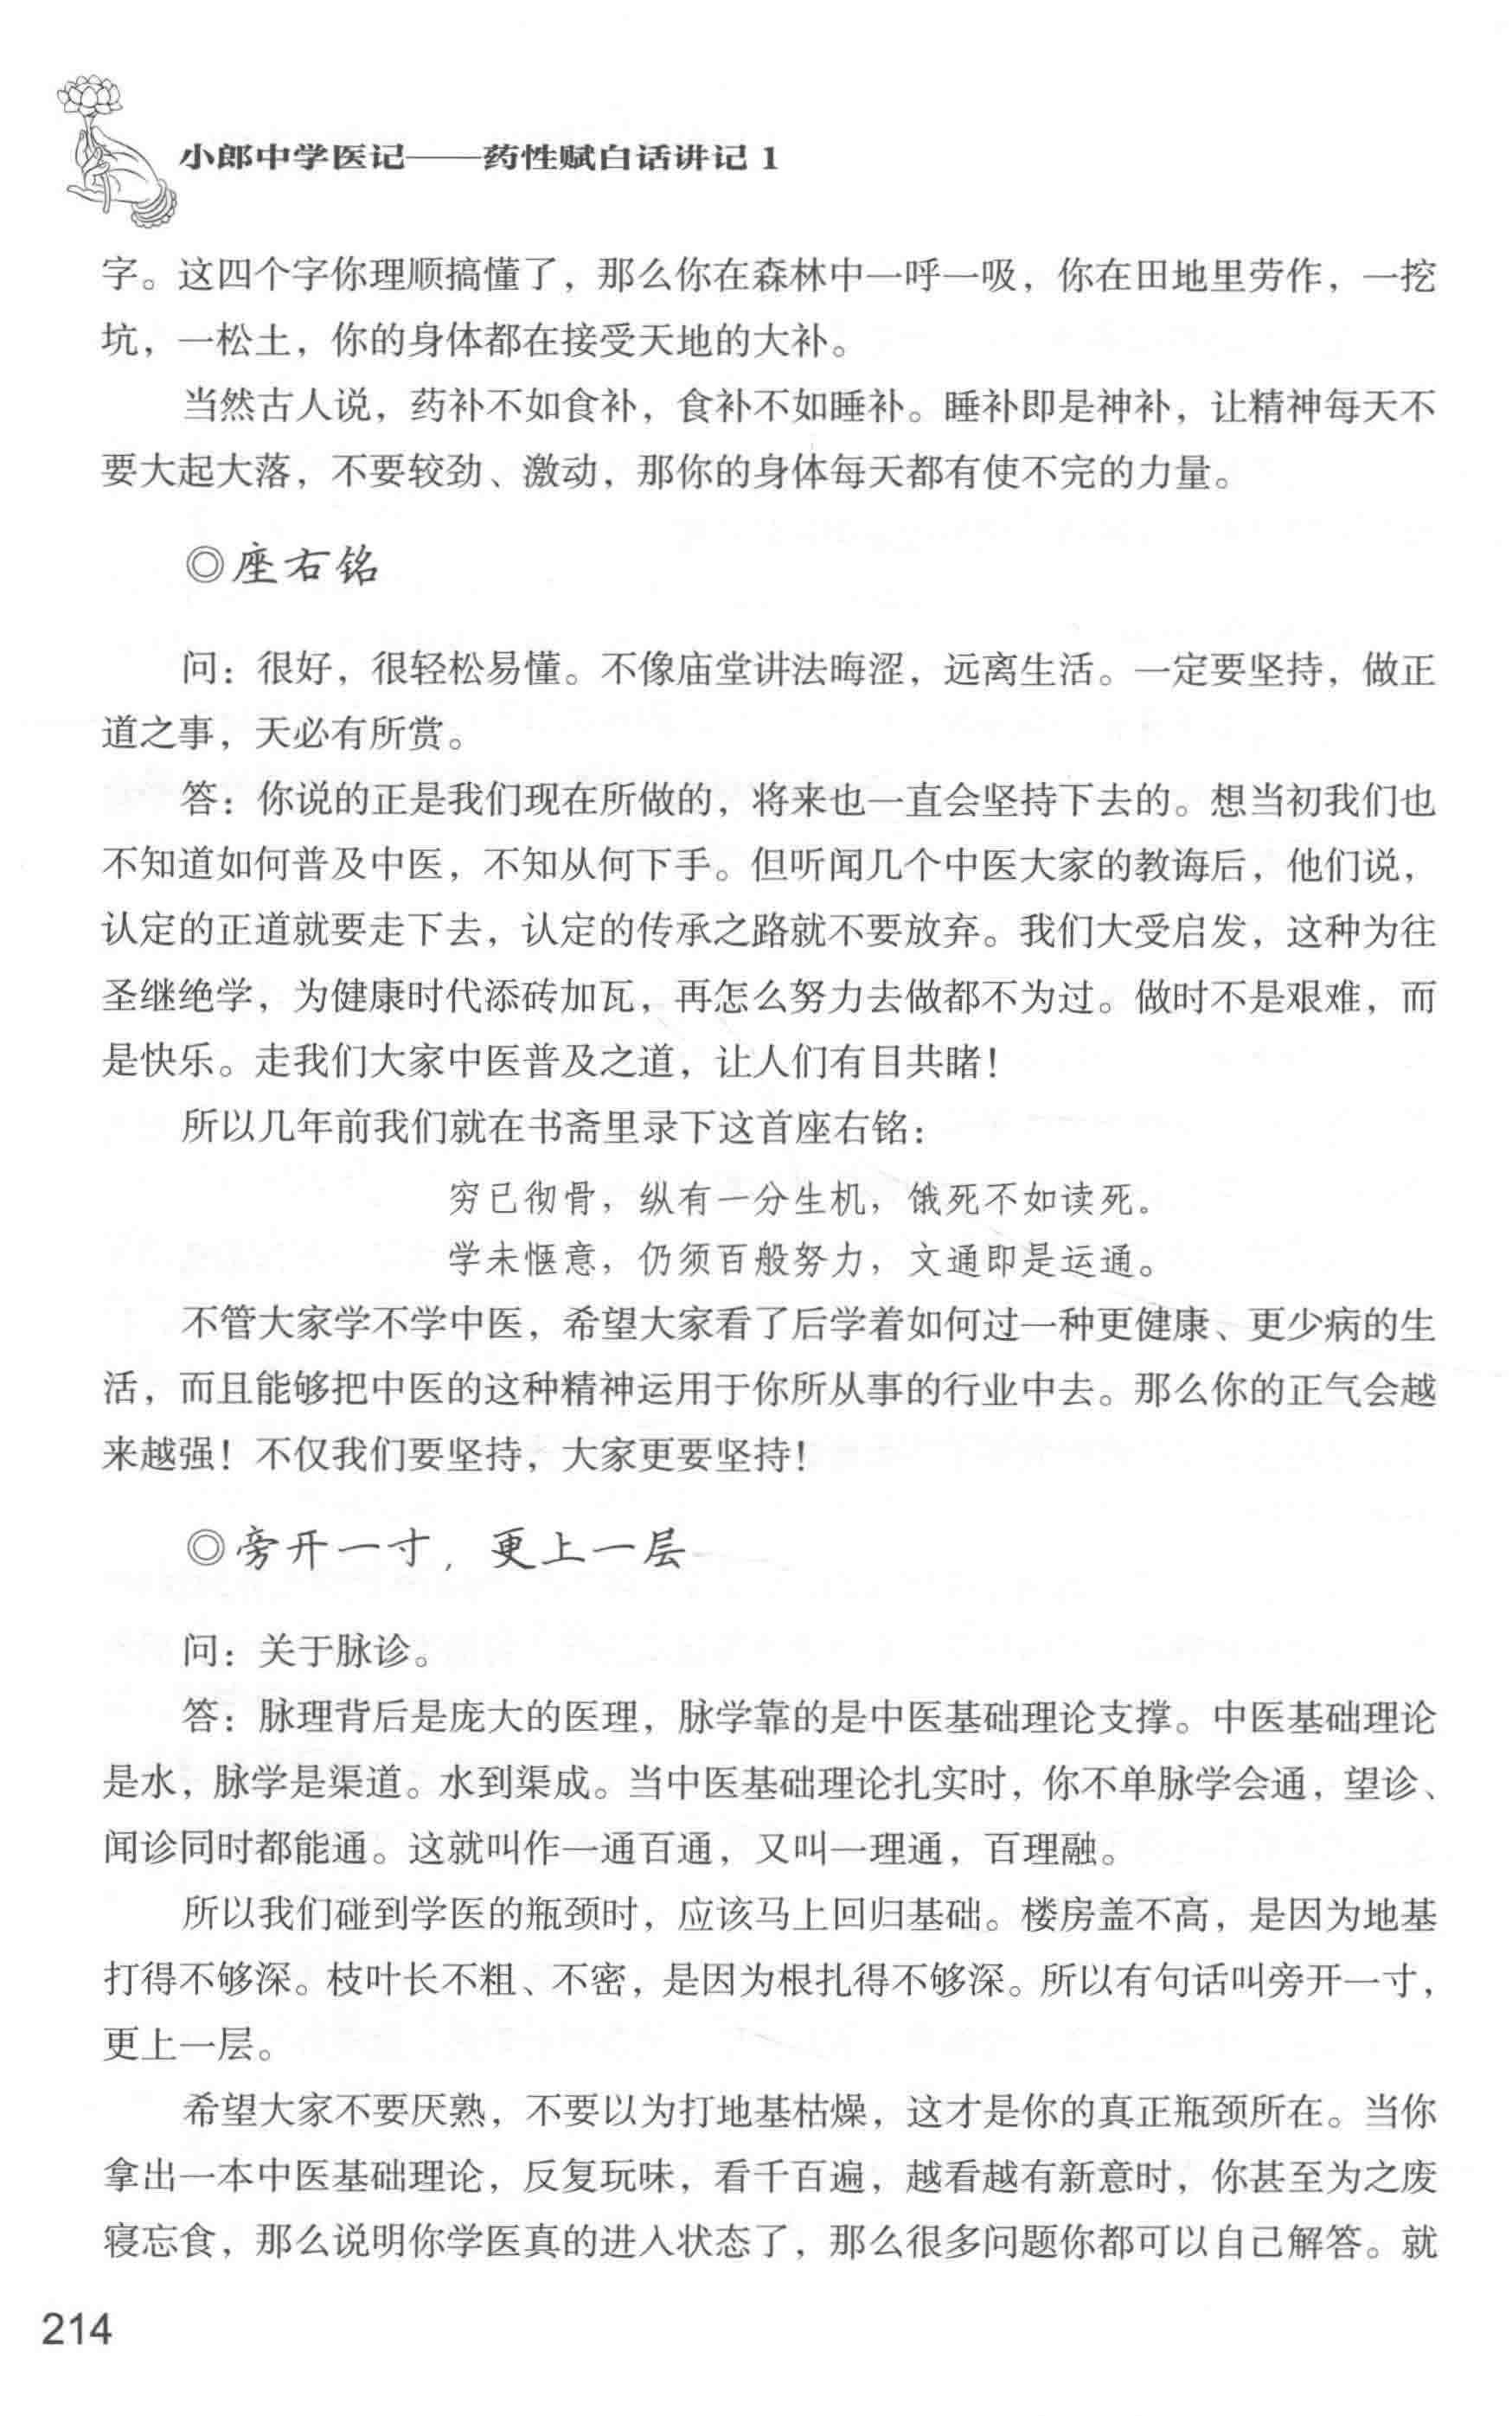 小郎中学医记——药性赋白话讲记 1
字。这四个字你理顺搞懂了，那么你在森林中一呼一吸，你在田地里劳作，一挖
坑，一松土，你的身体都在接受天地的大补。
当然古人说，药补不如食补，食补不如睡补。睡补即是神补，让精神每天不
要大起大落，不要较劲、激动，那你的身体每天都有使不完的力量。
◎座右铭
问：很好，很轻松易懂。不像庙堂讲法晦涩，远离生活。一定要坚持，做正
道之事，天必有所赏。
答：你说的正是我们现在所做的，将来也一直会坚持下去的。想当初我们也
不知道如何普及中医，不知从何下手。但听闻几个中医大家的教诲后，他们说，
认定的正道就要走下去，认定的传承之路就不要放弃。我们大受启发，这种为往
圣继绝学，为健康时代添砖加瓦，再怎么努力去做都不为过。做时不是艰难，而
是快乐。走我们大家中医普及之道，让人们有目共睹！
所以几年前我们就在书斋里录下这首座右铭：
穷已彻骨，纵有一分生机，饿死不如读死。
学未惬意，仍须百般努力，文通即是运通。
不管大家学不学中医，希望大家看了后学着如何过一种更健康、更少病的生
活，而且能够把中医的这种精神运用于你所从事的行业中去。那么你的正气会越
来越强！不仅我们要坚持，大家更要坚持！
◎旁开一寸，更上一层
问：关于脉诊。
答：脉理背后是庞大的医理，脉学靠的是中医基础理论支撑。中医基础理论
是水，脉学是渠道。水到渠成。当中医基础理论扎实时，你不单脉学会通，望诊、
闻诊同时都能通。这就叫作一通百通，又叫一理通，百理融。
所以我们碰到学医的瓶颈时，应该马上回归基础。楼房盖不高，是因为地基
打得不够深。枝叶长不粗、不密，是因为根扎得不够深。所以有句话叫旁开一寸，
更上一层。
希望大家不要厌熟，不要以为打地基枯燥，这才是你的真正瓶颈所在。当你
拿出一本中医基础理论，反复玩味，看千百遍，越看越有新意时，你甚至为之废
寝忘食，那么说明你学医真的进入状态了，那么很多问题你都可以自己解答。就
214